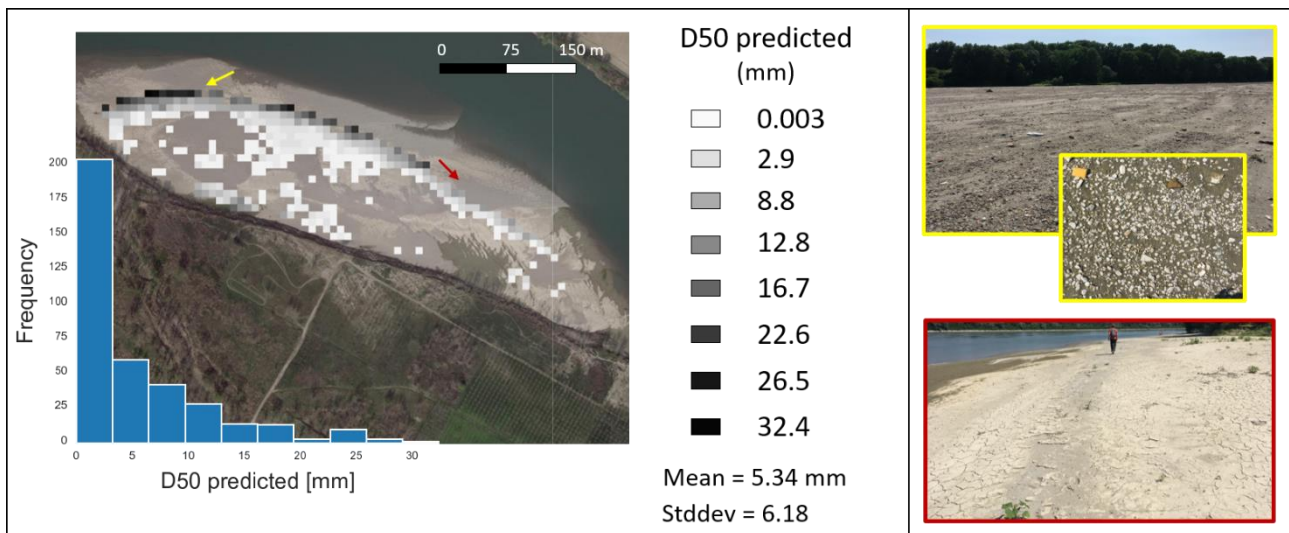 0 75 150 m
200
175
150
125
100
75
50
25
0
Frequency
0 5 10 15 20 25 30
D50 predicted [mm]
D50 predicted
(mm)
0.003
2.9
8.8
12.8
16.7
22.6
26.5
32.4
Mean = 5.34 mm
Stddev = 6.18